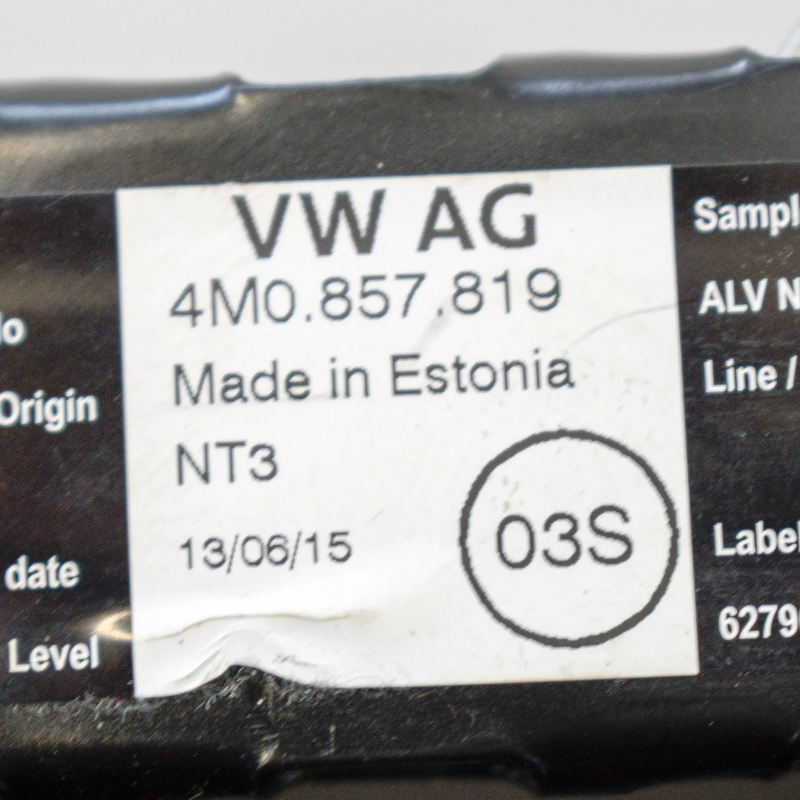 VW AG
Sampl
4M0.857.819
lo
ALV N
Made in Estonia
Origin
Line /
NT3
03S
13/06/15
date
Label
Level
6279